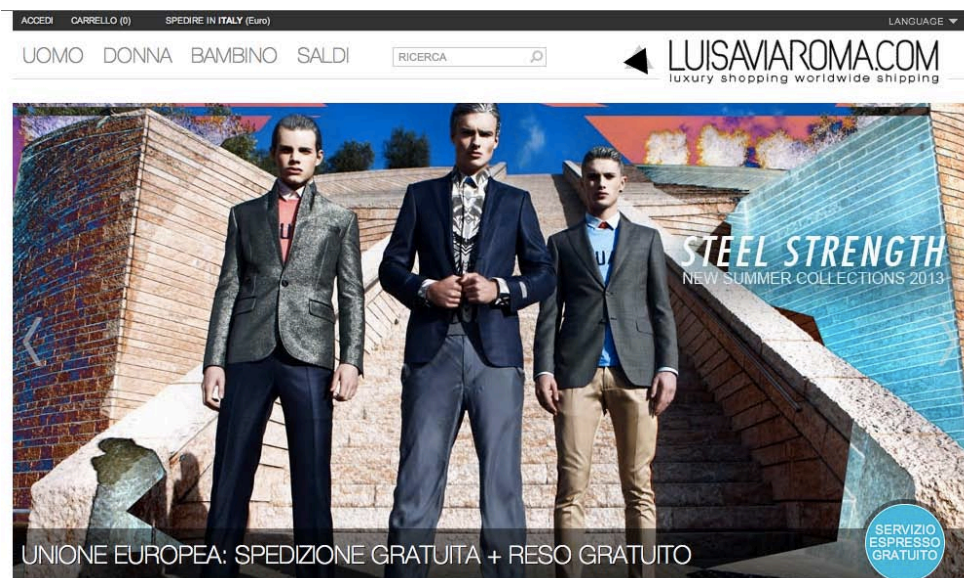 ACCEDI CARRELLO (0) SPEDIRE IN ITALY (Euro) LANGUAGE
UOMO DONNA BAMBINO SALDI RICERCA LUISAVIAROMA.COM
luxury shopping worldwide shipping
STEEL STRENGTH
NEW SUMMER COLLECTIONS 2013
SERVIZIO
ESPRESSO
GRATUITO
UNIONE EUROPEA: SPEDIZIONE GRATUITA + RESO GRATUITO